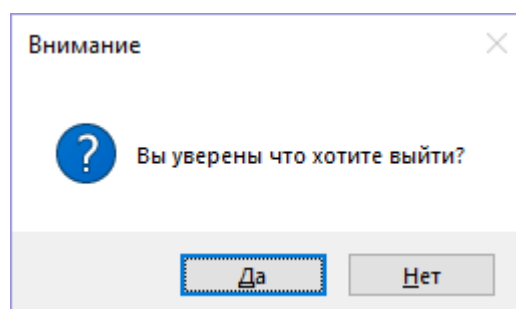 Внимание
Вы уверены что хотите выйти?
Да
Нет